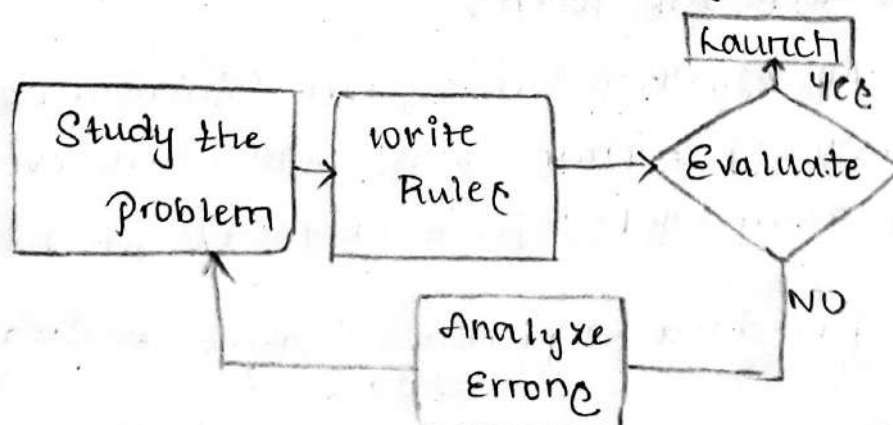 Launch
Yes
Study the
Problem
write
Rules
Evaluate
NO
Analyze
Errors